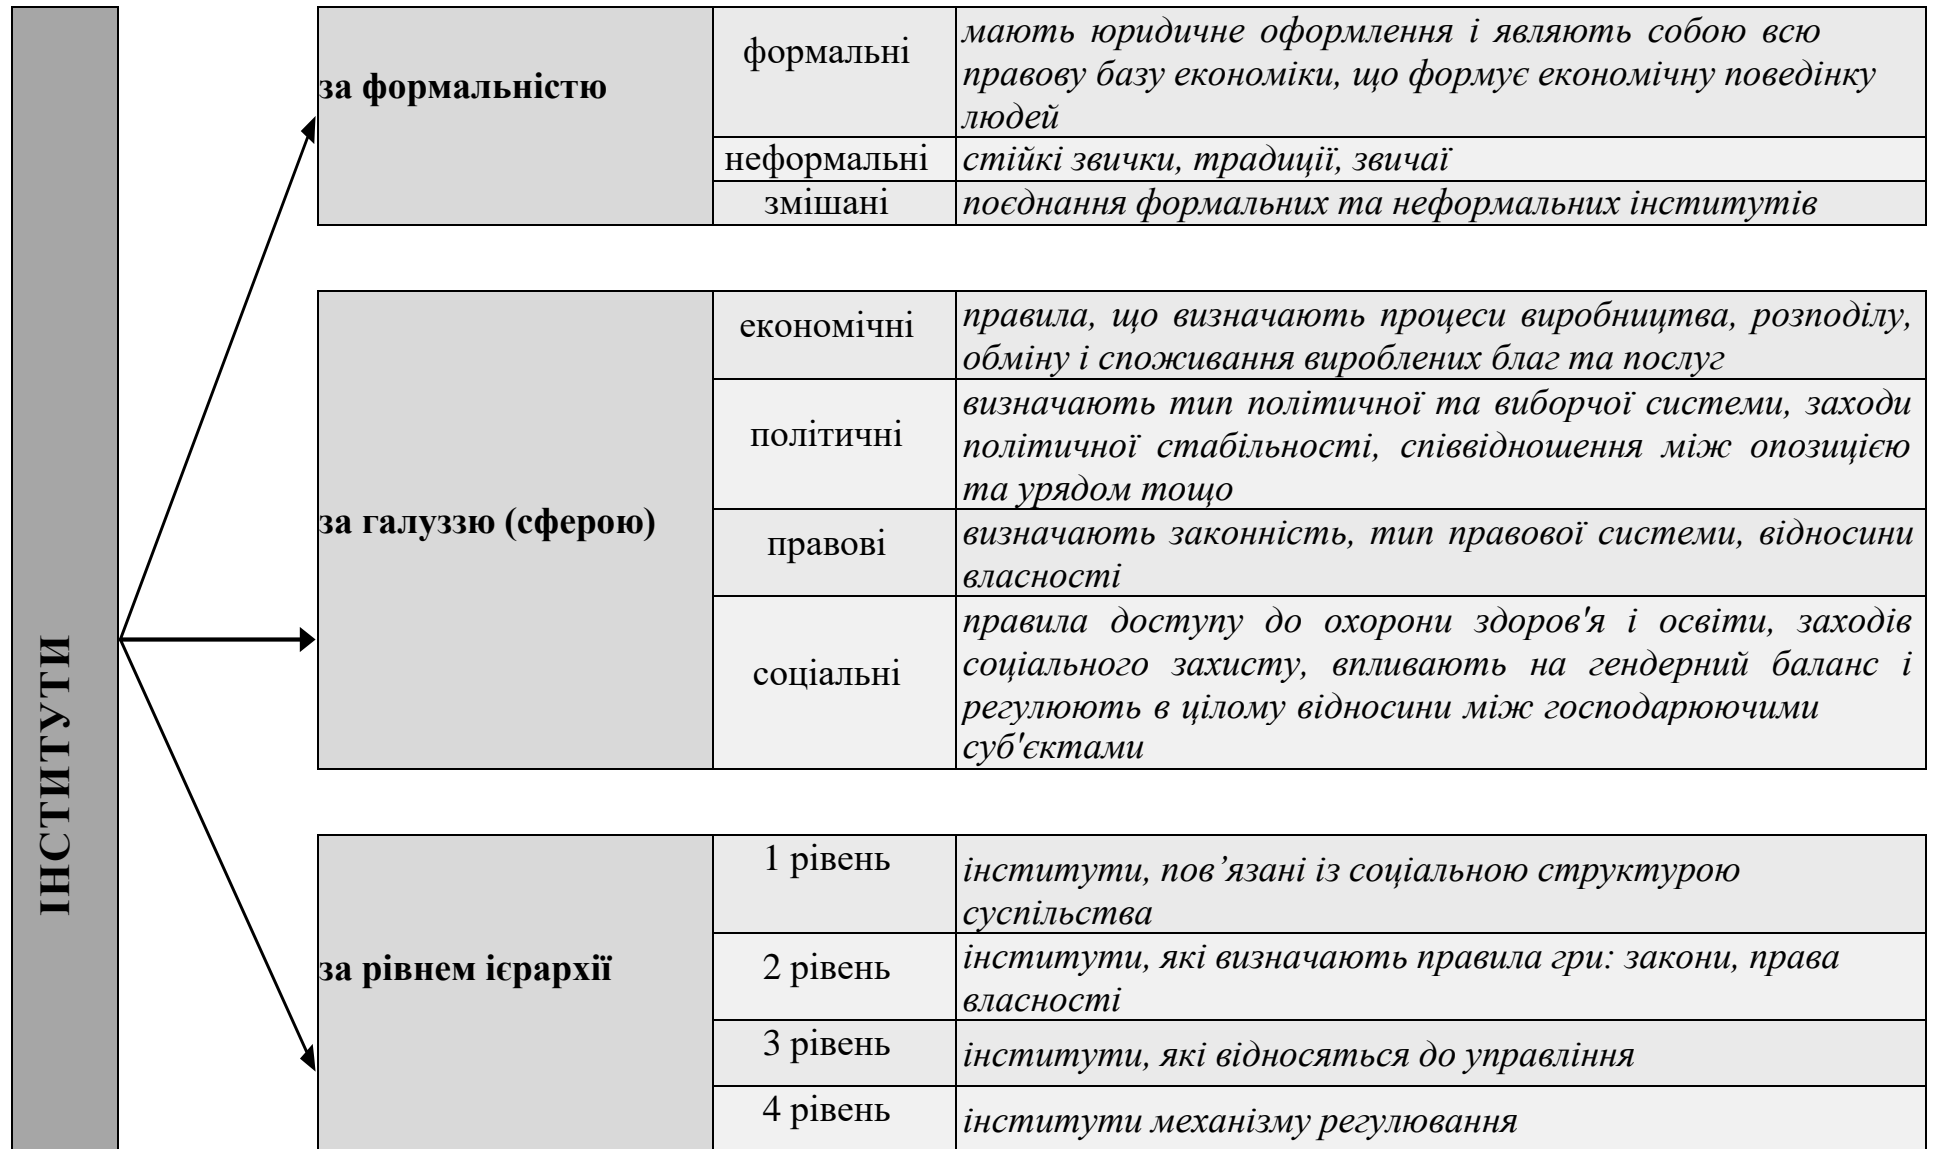 ІНСТИТУТИ
за формальністю
формальні
мають юридичне оформлення і являють собою всю
правову базу економіки, що формує економічну поведінку
людей
неформальні
стійкі звички, традиції, звичаї
змішані
поєднання формальних та неформальних інститутів
за галуззю (сферою)
економічні
правила, що визначають процеси виробництва, розподілу,
обміну і споживання вироблених благ та послуг
політичні
визначають тип політичної та виборчої системи, заходи
політичної стабільності, співвідношення між опозицією
та урядом тощо
правові
визначають законність, тип правової системи, відносини
власності
соціальні
правила доступу до охорони здоров'я і освіти, заходів
соціального захисту, впливають на гендерний баланс і
регулюють в цілому відносини між господарюючими
суб'єктами
за рівнем ієрархії
1 рівень
інститути, пов’язані із соціальною структурою
суспільства
2 рівень
інститути, які визначають правила гри: закони, права
власності
3 рівень
інститути, які відносяться до управління
4 рівень
інститути механізму регулювання